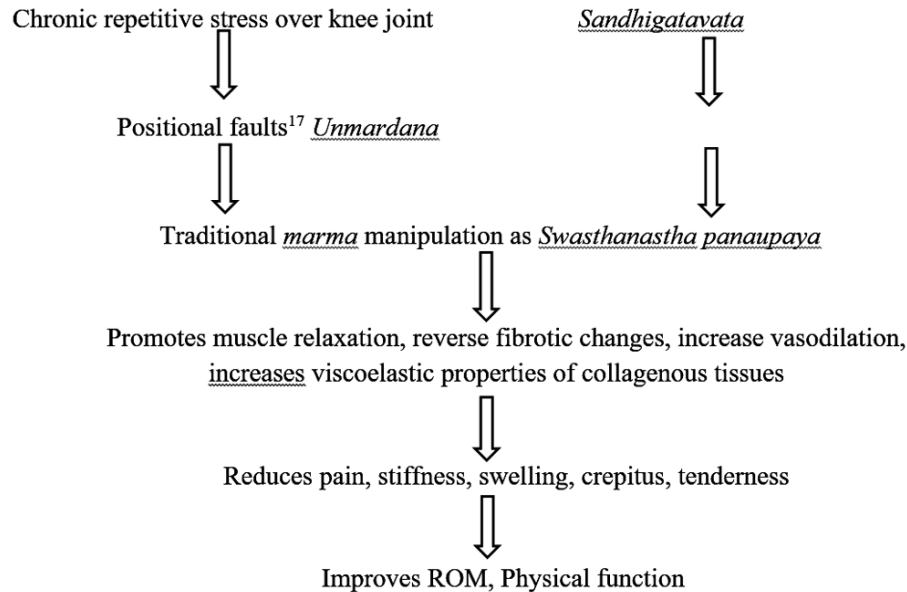 Chronic repetitive stress over knee joint
Sandhigatavata
Positional faults17 Unmardana
Traditional marma manipulation as Swasthanastha panaupaya
Promotes muscle relaxation, reverse fibrotic changes, increase vasodilation,
increases viscoelastic properties of collagenous tissues
Reduces pain, stiffness, swelling, crepitus, tenderness
Improves ROM, Physical function